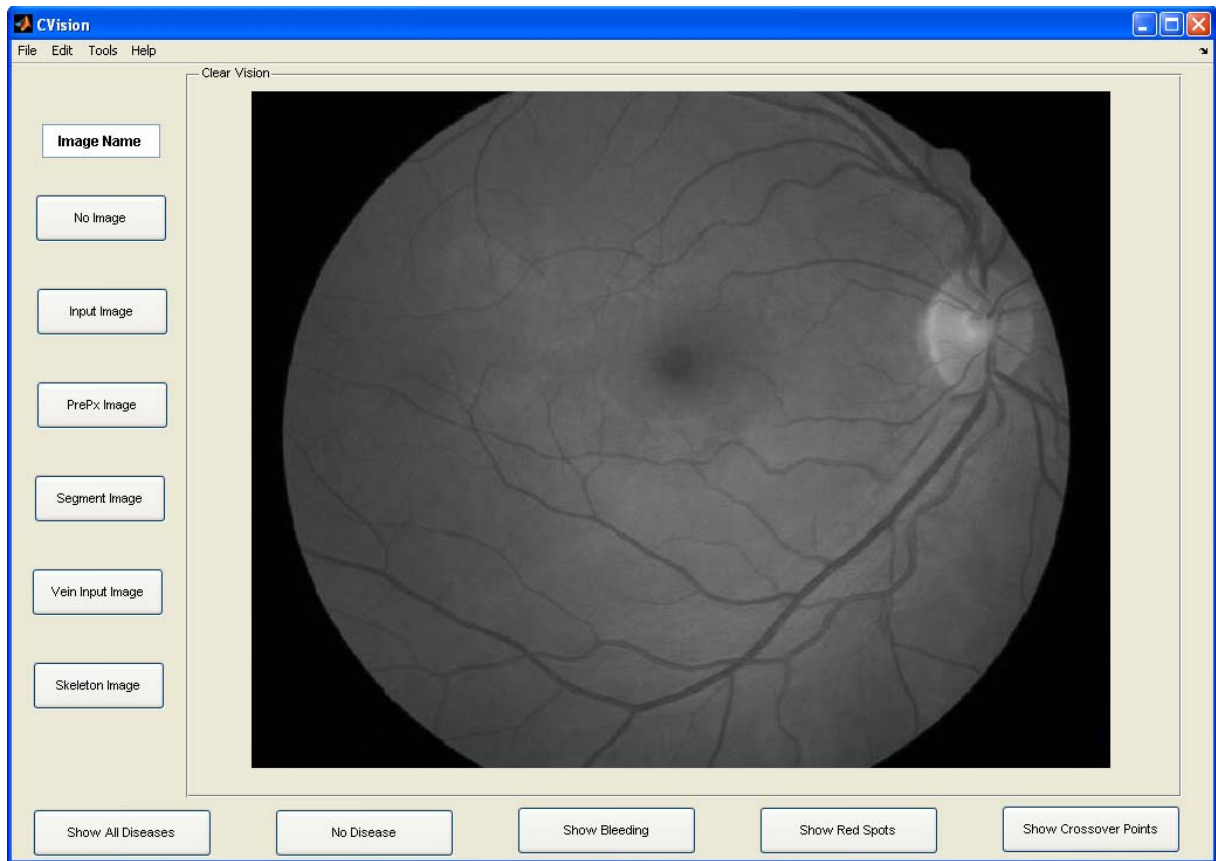 CVision
File Edit Tools Help
Clear Vision
Image Name
No Image
Input Image
PrePx Image
Segment Image
Vein Input Image
Skeleton Image
Show All Diseases
No Disease
Show Bleeding
Show Red Spots
Show Crossover Points